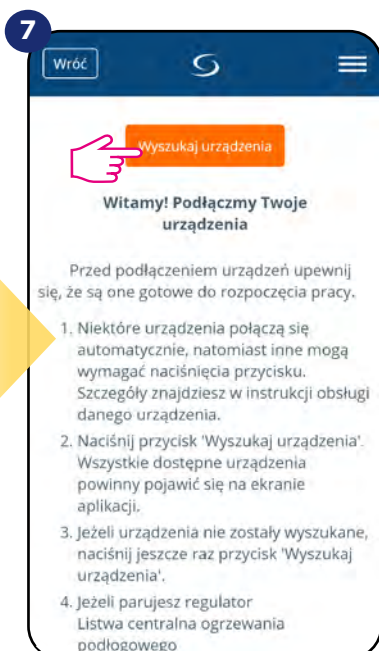 7
Wróć
Wyszukaj urządzenia
Witamy! Podłączmy Twoje
urządzenia
Przed podłączeniem urządzeń upewnij
się, że są one gotowe do rozpoczęcia pracy.
1. Niektóre urządzenia połączą się
automatycznie, natomiast inne mogą
wymagać naciśnięcia przycisku.
Szczegóły znajdziesz w instrukcji obsługi
danego urządzenia.
2. Naciśnij przycisk 'Wyszukaj urządzenia'.
Wszystkie dostępne urządzenia
powinny pojawić się na ekranie
aplikacji.
3. Jeżeli urządzenia nie zostały wyszukane,
naciśnij jeszcze raz przycisk 'Wyszukaj
urządzenia'.
4. Jeżeli parujesz regulator
Listwa centralna ogrzewania
podłogowego